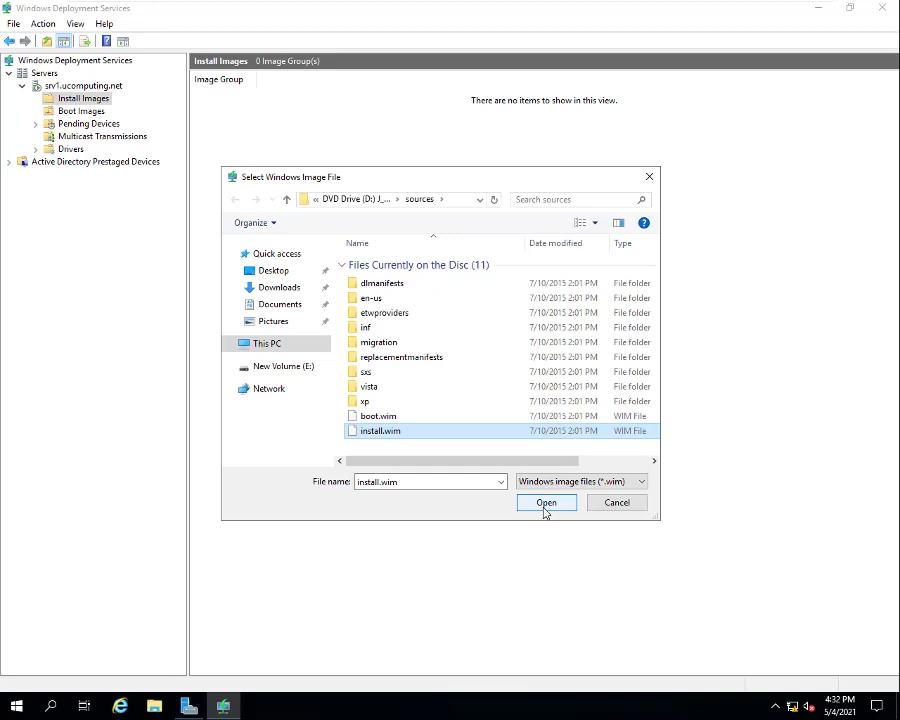 Windows Deployment Services
File Action View Help
Windows Deployment Services
Servers
srv1.ucomputing.net
Install Images
Boot Images
Pending Devices
Multicast Transmissions
Drivers
Active Directory Prestaged Devices
Install Images 0 Image Group(s)
Image Group
There are no items to show in this view.
Select Windows Image File
« DVD Drive (D:) J_... > sources >
Search sources
Organize
Name Date modified Type
Files Currently on the Disc (11)
dlmanifests 7/10/2015 2:01 PM File folder
en-us 7/10/2015 2:01 PM File folder
etwproviders 7/10/2015 2:01 PM File folder
inf 7/10/2015 2:01 PM File folder
migration 7/10/2015 2:01 PM File folder
replacementmanifests 7/10/2015 2:01 PM File folder
sxs 7/10/2015 2:01 PM File folder
vista 7/10/2015 2:01 PM File folder
xp 7/10/2015 2:01 PM File folder
boot.wim 7/10/2015 2:01 PM WIM File
install.wim 7/10/2015 2:01 PM WIM File
Quick access
Desktop
Downloads
Documents
Pictures
This PC
New Volume (E:)
Network
File name: install.wim Windows image files (*.wim)
Open Cancel
4:32 PM
5/4/2021